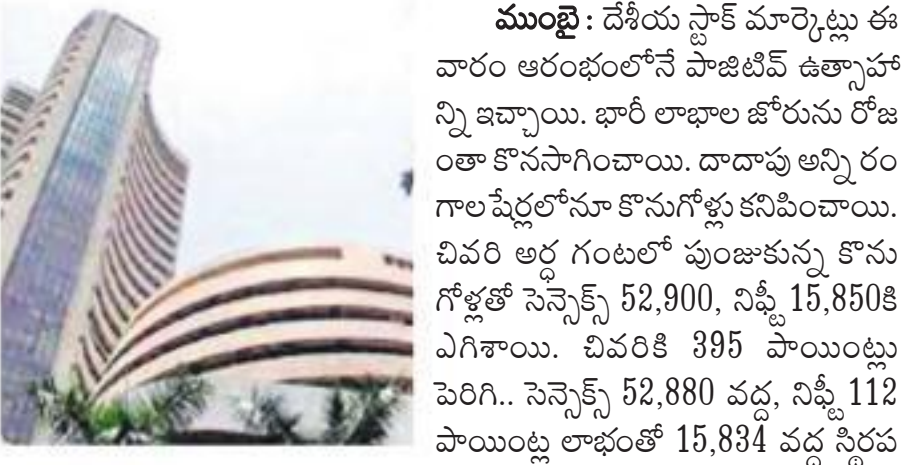 ముంబై : దేశీయ స్టాక్ మార్కెట్లు ఈ
వారం ఆరంభంలోనే పాజిటివ్ ఉత్సాహా
న్ని ఇచ్చాయి. భారీ లాభాల జోరును రోజ
ంతా కొనసాగించాయి. దాదాపు అన్ని రం
గాలషేర్లలోనూ కొనుగోళ్లు కనిపించాయి.
చివరి అర్ధ గంటలో పుంజుకున్న కొను
గోళ్లతో సెన్సెక్స్ 52,900, నిఫ్టీ 15,850కి
ఎగిశాయి. చివరికి 395 పాయింట్లు
పెరిగి.. సెన్సెక్స్ 52,880 వద్ద, నిఫ్టీ 112
పాయింట్ల లాభంతో 15,834 వద్ద స్థిరప